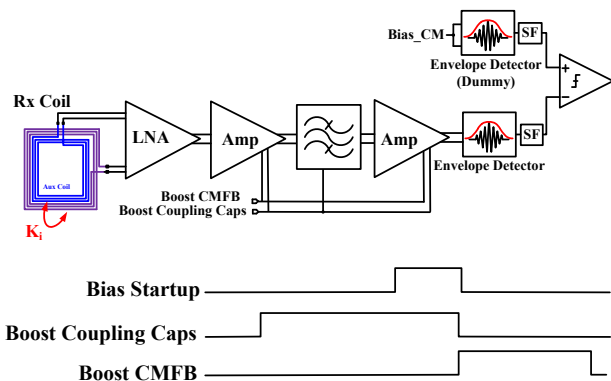 Bias_CM
SF
Envelope Detector
(Dummy)
+
−
Rx Coil
LNA
Amp
Amp
SF
Envelope Detector
Aux Coil
Ki
Boost CMFB
Boost Coupling Caps
Bias Startup
Boost Coupling Caps
Boost CMFB